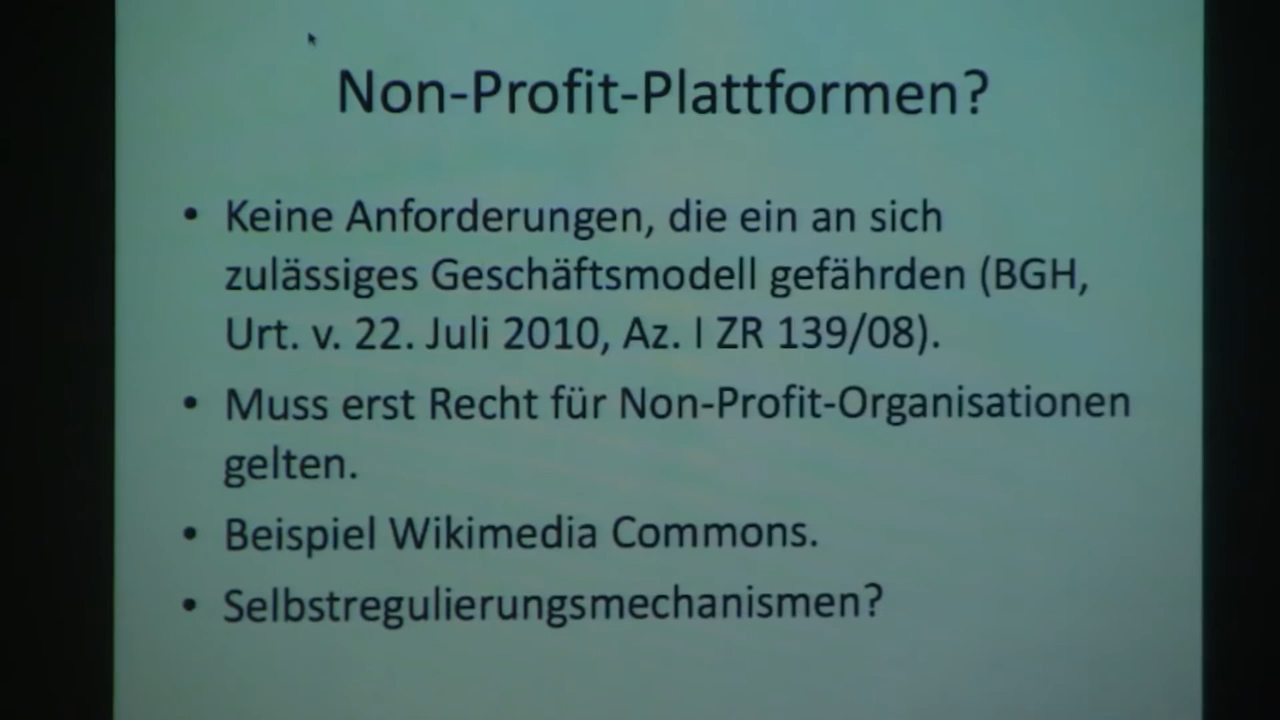 Non-Profit-Plattformen?
• Keine Anforderungen, die ein an sich
zulässiges Geschäftsmodell gefährden (BGH,
Urt. v. 22. Juli 2010, Az. I ZR 139/08).
• Muss erst Recht für Non-Profit-Organisationen
gelten.
• Beispiel Wikimedia Commons.
• Selbstregulierungsmechanismen?